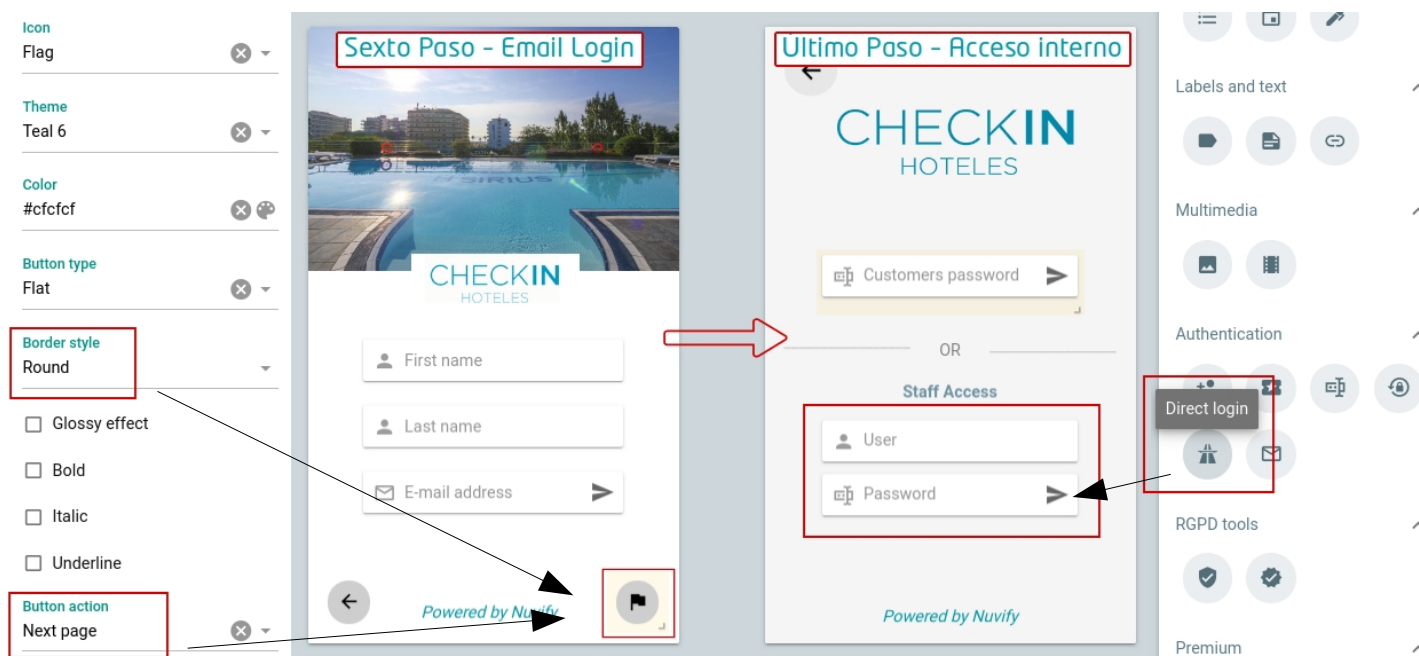 Icon
Flag
Theme
Teal 6
Color
#cfcfcf
Button type
Flat
Border style
Round
Glossy effect
Bold
Italic
Underline
Button action
Next page
Sexto Paso - Email Login
H SIRIUS
CHECKIN
HOTELES
First name
Last name
E-mail address
Powered by Nuvify
Último Paso - Acceso interno
CHECKIN
HOTELES
Customers password
OR
Staff Access
User
Password
Powered by Nuvify
Labels and text
Multimedia
Authentication
Direct login
RGPD tools
Premium